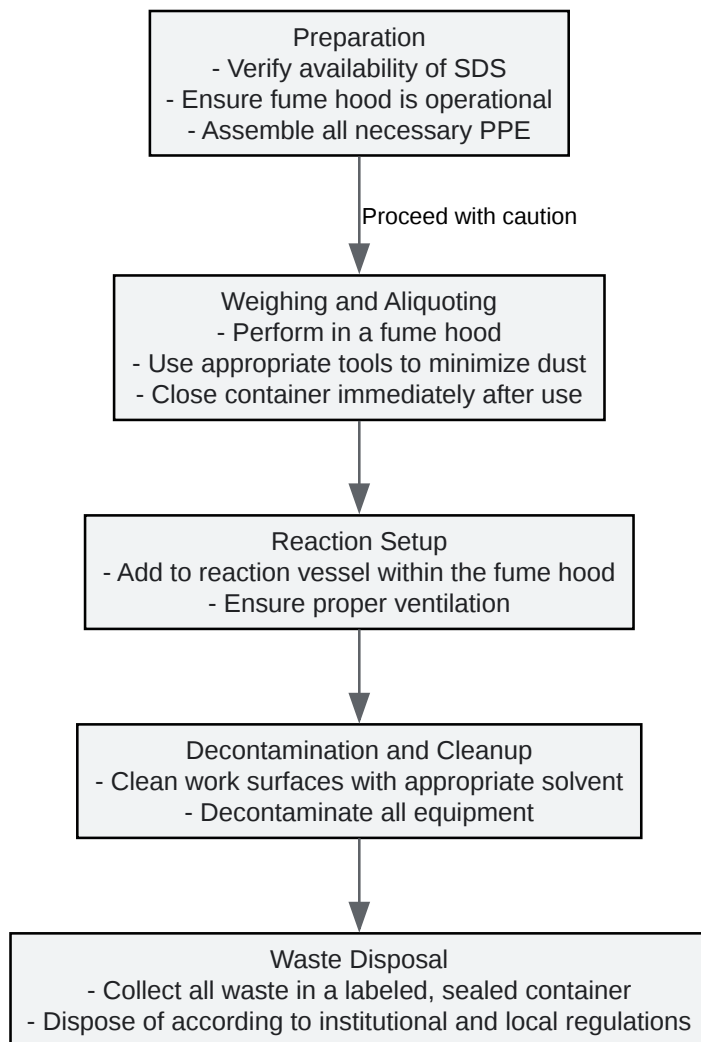 Preparation
- Verify availability of SDS
- Ensure fume hood is operational
- Assemble all necessary PPE
Proceed with caution
Weighing and Aliquoting
- Perform in a fume hood
- Use appropriate tools to minimize dust
- Close container immediately after use
Reaction Setup
- Add to reaction vessel within the fume hood
- Ensure proper ventilation
Decontamination and Cleanup
- Clean work surfaces with appropriate solvent
- Decontaminate all equipment
Waste Disposal
- Collect all waste in a labeled, sealed container
- Dispose of according to institutional and local regulations